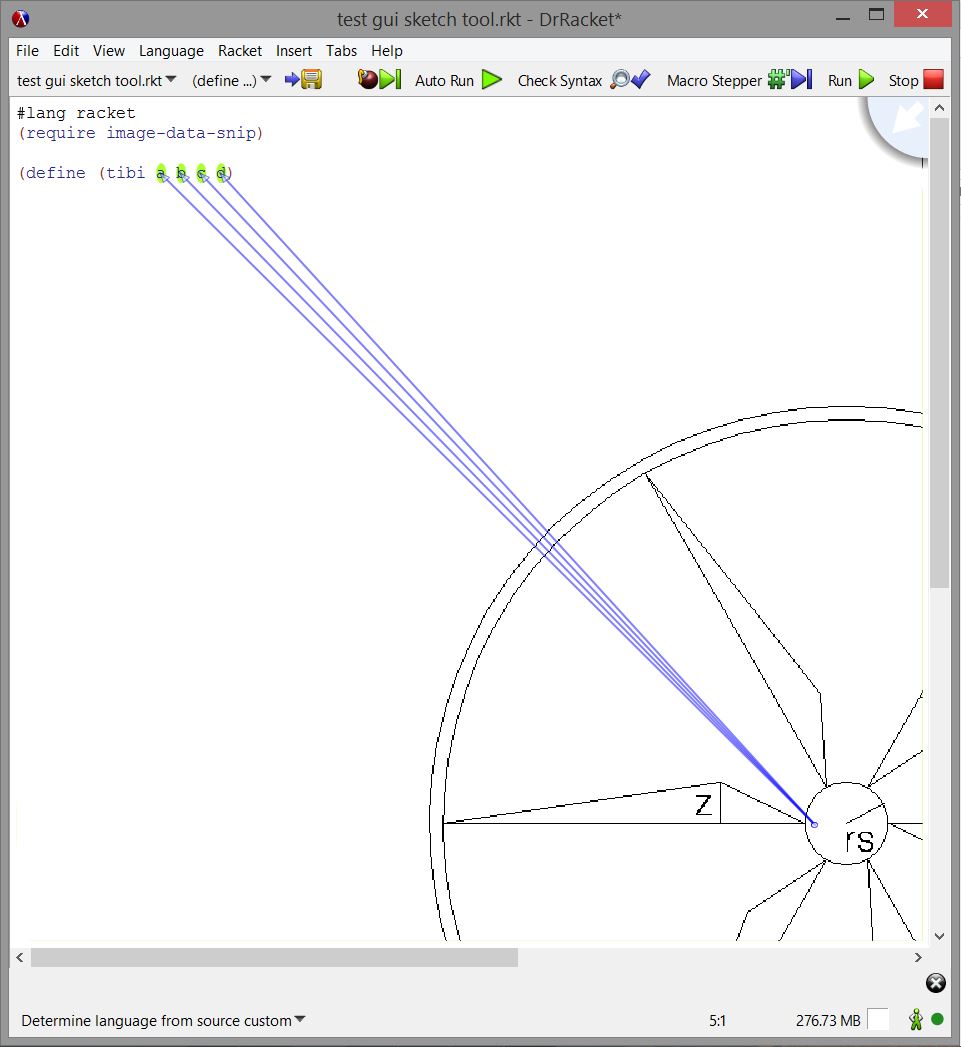 test gui sketch tool.rkt - DrRacket*
File Edit View Language Racket Insert Tabs Help
test gui sketch tool.rkt (define ...) Auto Run Check Syntax Macro Stepper Run Stop
#lang racket
(require image-data-snip)
(define (tibi a b c d)
Z
rs
Determine language from source custom 5:1 276.73 MB